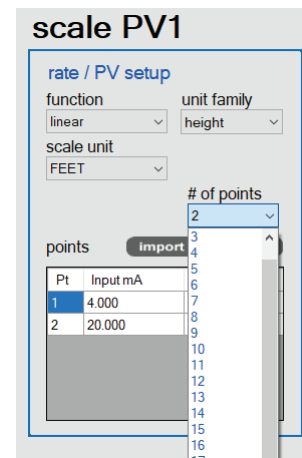 scale PV1
rate / PV setup
function unit family
linear height
scale unit
FEET
# of points
2
points import
3
4
5
6
7
8
9
10
11
12
13
14
15
16
Pt Input mA
1 4.000
2 20.000